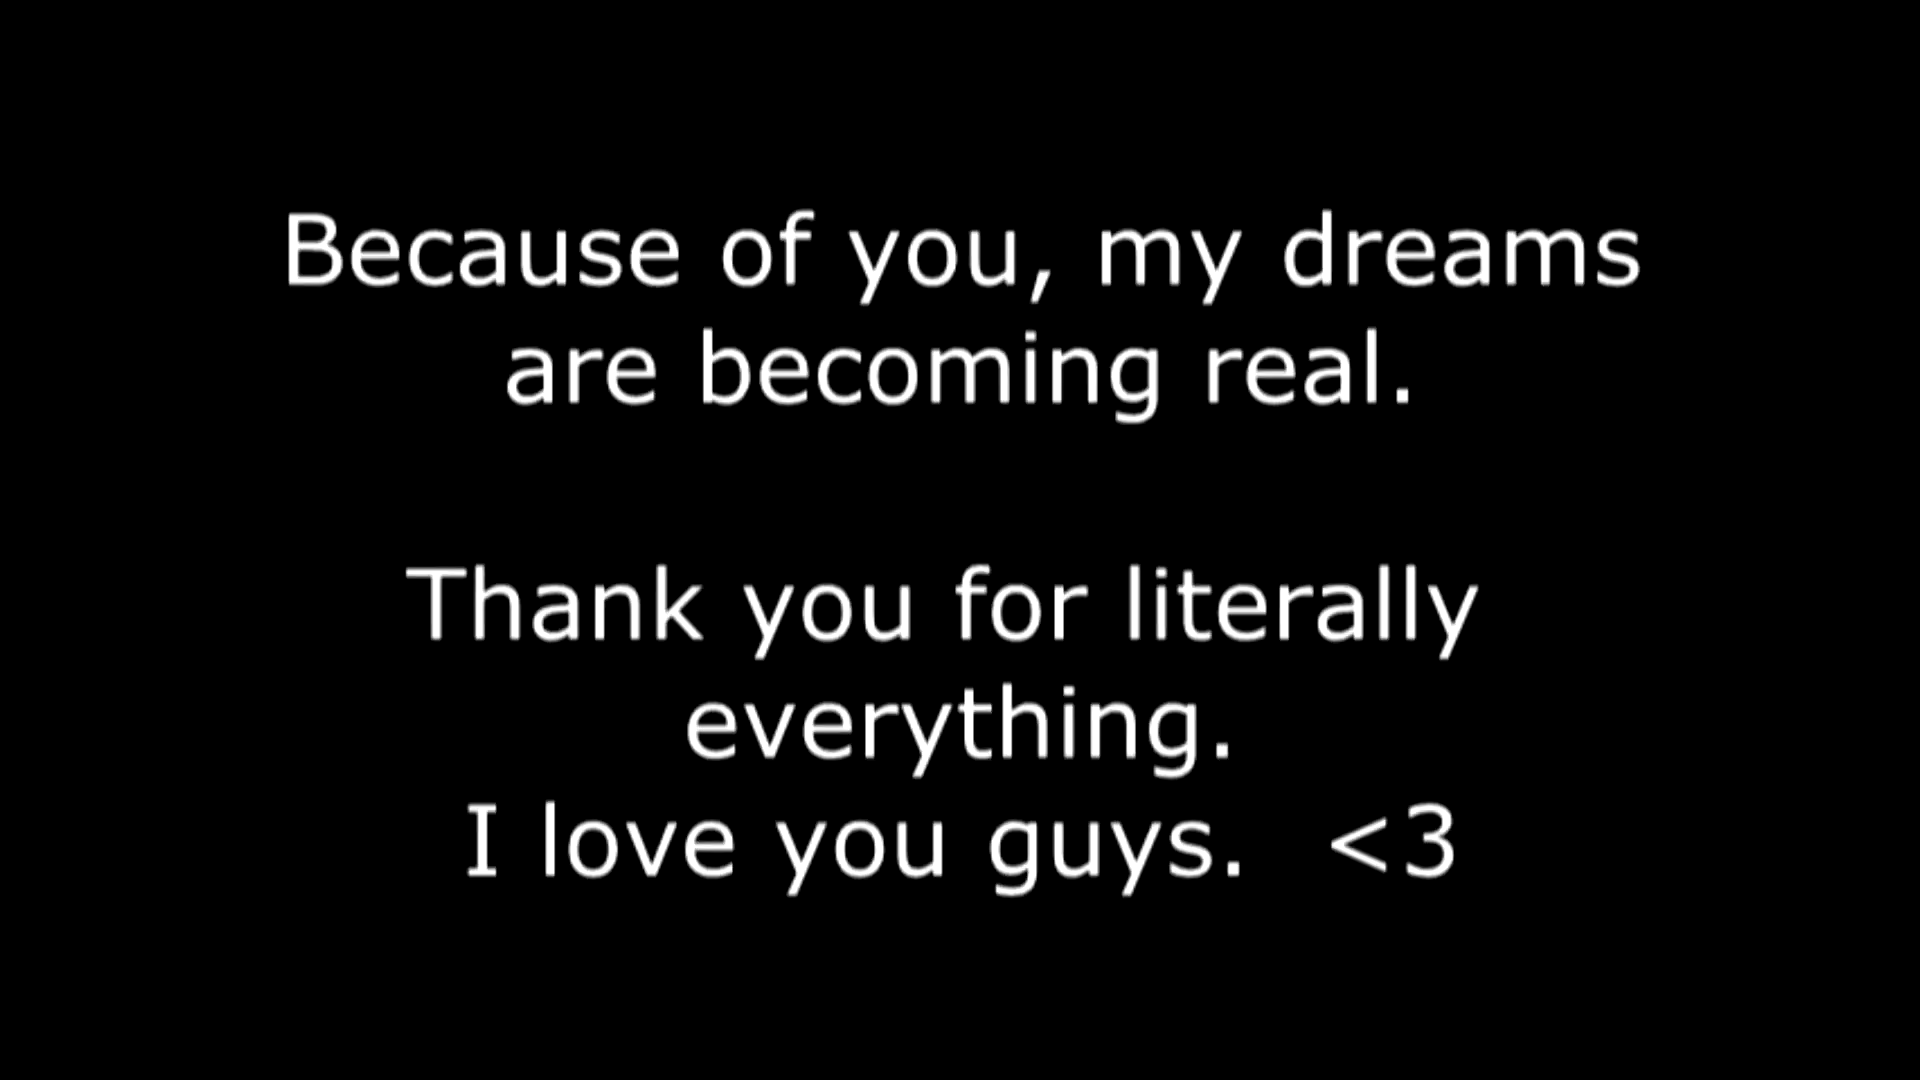 Because of you, my dreams
are becoming real.
Thank you for literally
everything.
I love you guys.  <3